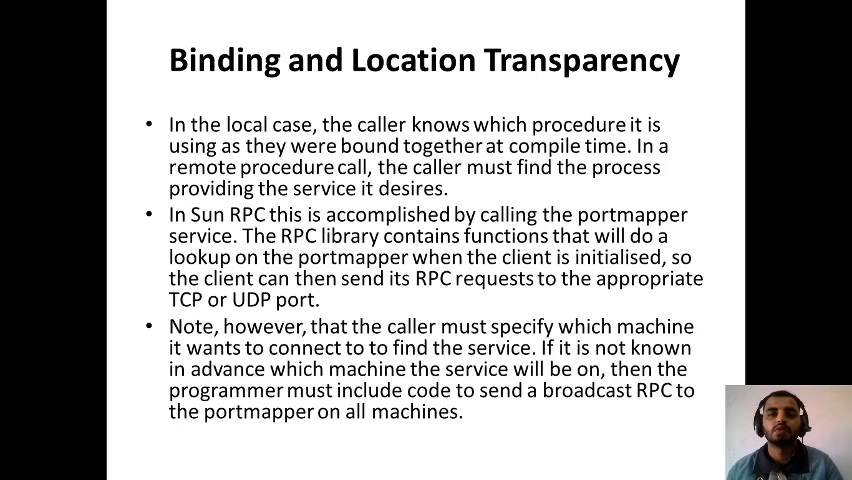 Binding and Location Transparency
• In the local case, the caller knows which procedure it is
using as they were bound together at compile time. In a
remote procedure call, the caller must find the process
providing the service it desires.
• In Sun RPC this is accomplished by calling the portmapper
service. The RPC library contains functions that will do a
lookup on the portmapper when the client is initialised, so
the client can then send its RPC requests to the appropriate
TCP or UDP port.
• Note, however, that the caller must specify which machine
it wants to connect to to find the service. If it is not known
in advance which machine the service will be on, then the
programmer must include code to send a broadcast RPC to
the portmapper on all machines.